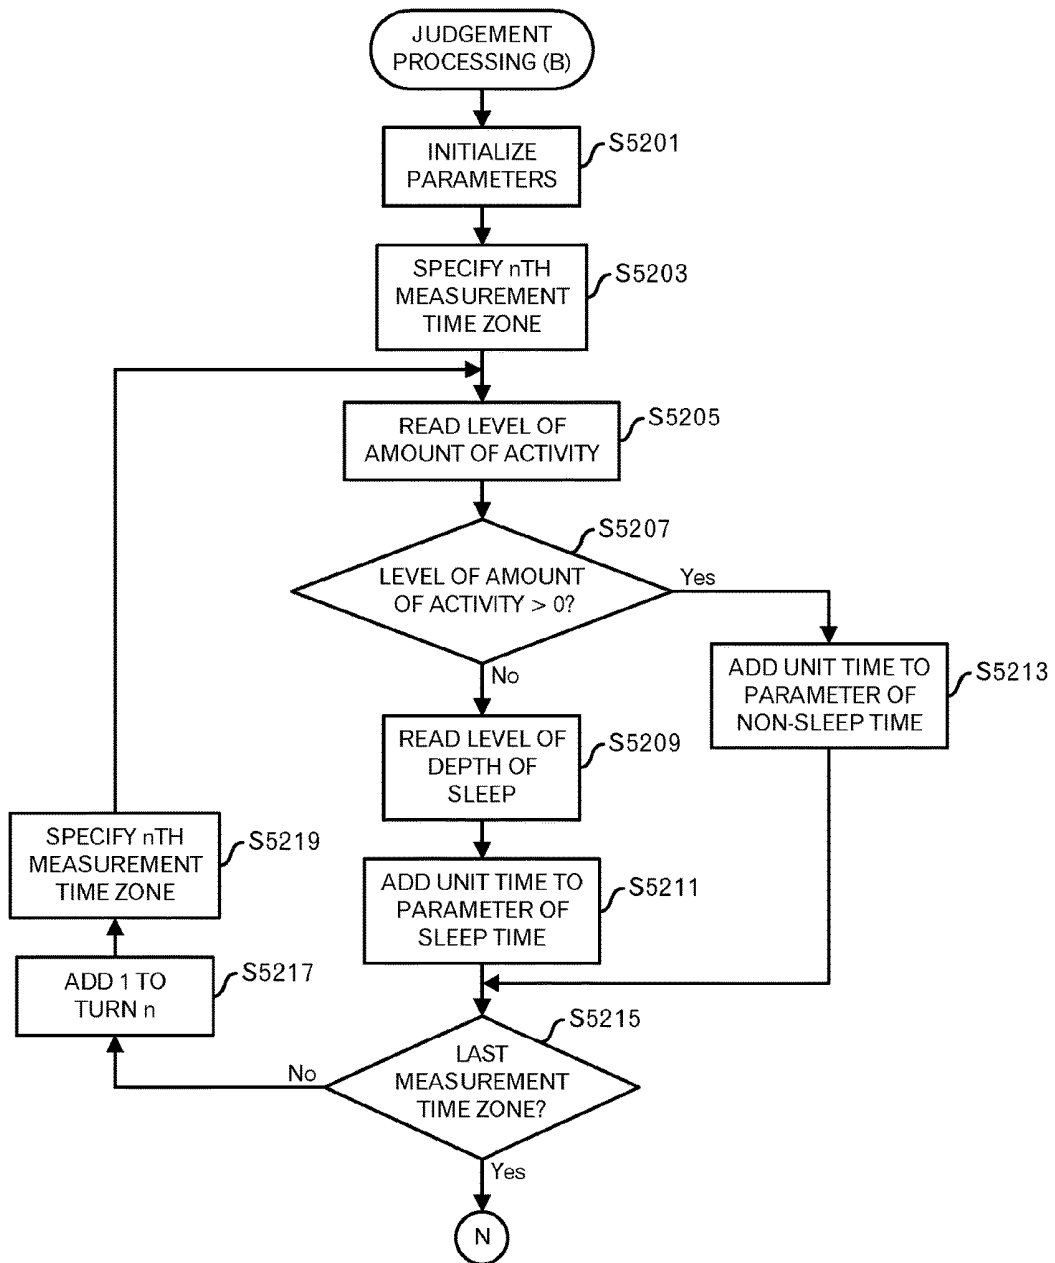 JUDGEMENT
PROCESSING (B)
INITIALIZE
PARAMETERS
S5201
SPECIFY nTH
MEASUREMENT
TIME ZONE
S5203
READ LEVEL OF
AMOUNT OF ACTIVITY
S5205
LEVEL OF AMOUNT
OF ACTIVITY > 0?
S5207
Yes
No
ADD UNIT TIME TO
PARAMETER OF
NON-SLEEP TIME
S5213
READ LEVEL OF
DEPTH OF
SLEEP
S5209
ADD UNIT TIME TO
PARAMETER OF
SLEEP TIME
S5211
SPECIFY nTH
MEASUREMENT
TIME ZONE
S5219
ADD 1 TO
TURN n
S5217
LAST
MEASUREMENT
TIME ZONE?
S5215
No
Yes
N